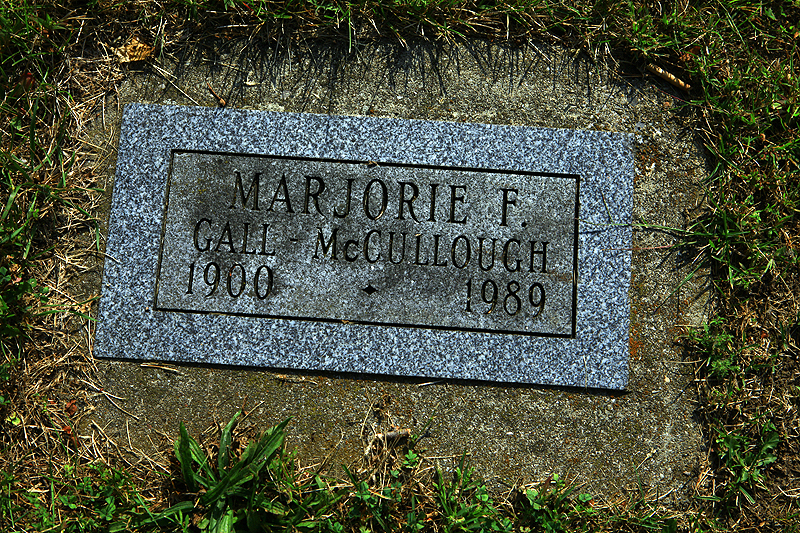 MARJORIE F.
GALL - McCULLOUGH
1900 1989